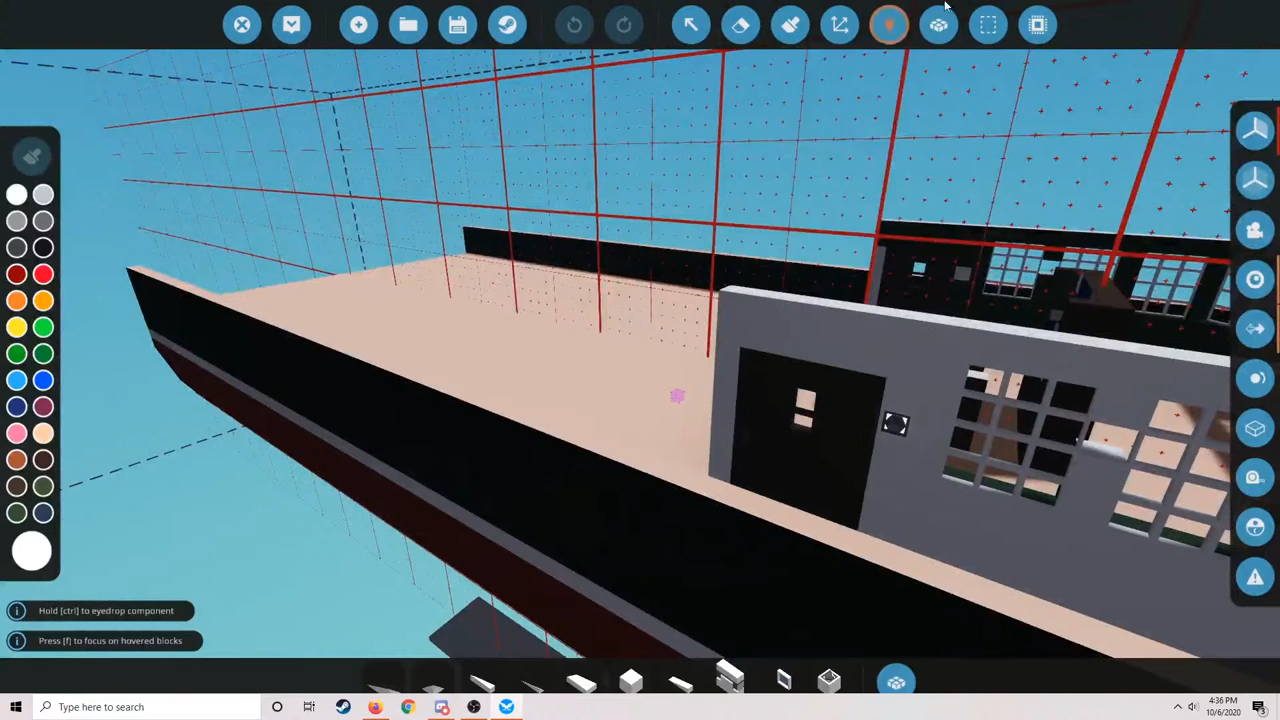 Hold [ctrl] to eyedrop component
Press [f] to focus on hovered blocks
Type here to search
4:36 PM
10/6/2020
3